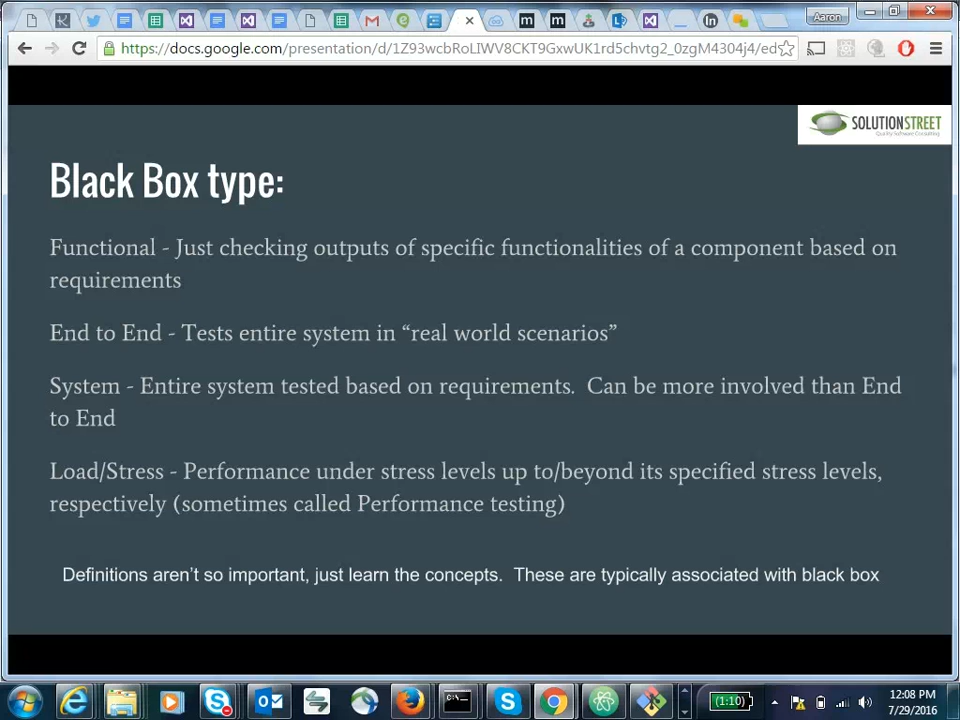 Aaron
https://docs.google.com/presentation/d/1Z93wcbRoLIWV8CKT9GxwUK1rd5chvtg2_0zgM4304j4/ed
SOLUTIONSTREET
Quality Software Consulting
Black Box type:
Functional - Just checking outputs of specific functionalities of a component based on
requirements
End to End - Tests entire system in “real world scenarios”
System - Entire system tested based on requirements.  Can be more involved than End
to End
Load/Stress - Performance under stress levels up to/beyond its specified stress levels,
respectively (sometimes called Performance testing)
Definitions aren’t so important, just learn the concepts.  These are typically associated with black box
(1:10)
12:08 PM
7/29/2016